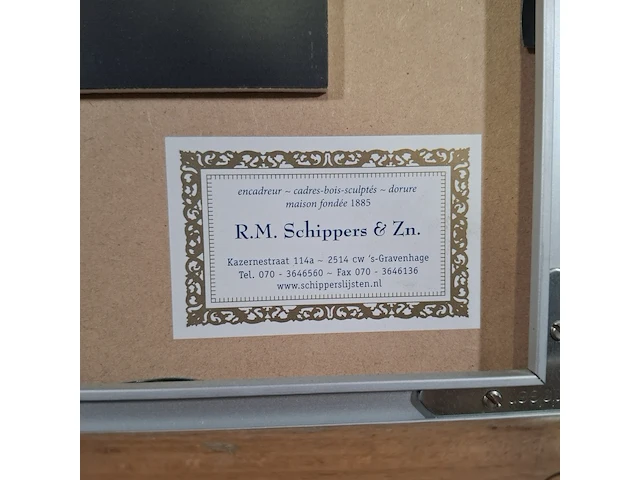 encadreur ~ cadres-bois-sculptés ~ dorure
maison fondée 1885
R.M. Schippers & Zn.
Kazernestraat 114a ~ 2514 CW 's-Gravenhage
Tel. 070 - 3646560 ~ Fax 070 - 3646136
www.schipperslijsten.nl